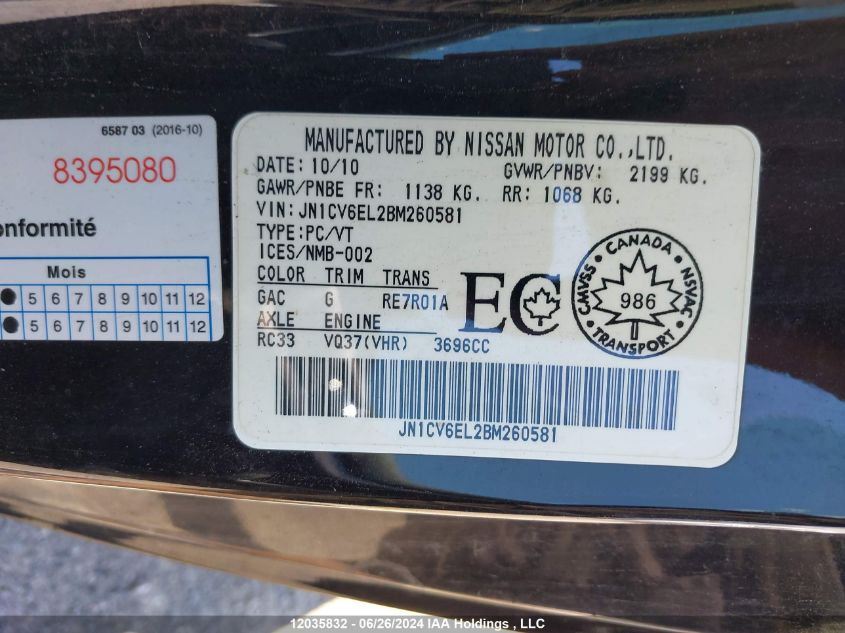 6587 03 (2016-10)
8395080
onformité
Mois
5 6 7 8 9 10 11 12
5 6 7 8 9 10 11 12
MANUFACTURED BY NISSAN MOTOR CO.,LTD.
DATE: 10/10 GVWR/PNBV: 2199 KG.
GAWR/PNBE FR: 1138 KG. RR: 1068 KG.
VIN: JN1CV6EL2BM260581
TYPE:PC/VT
ICES/NMB-002
COLOR TRIM TRANS
GAC G RE7R01A
AXLE ENGINE
RC33 VQ37(VHR) 3696CC
EC
CANADA
CMVSS 986 NSVAC
TRANSPORT
JN1CV6EL2BM260581
12035832 - 06/26/2024 IAA Holdings , LLC